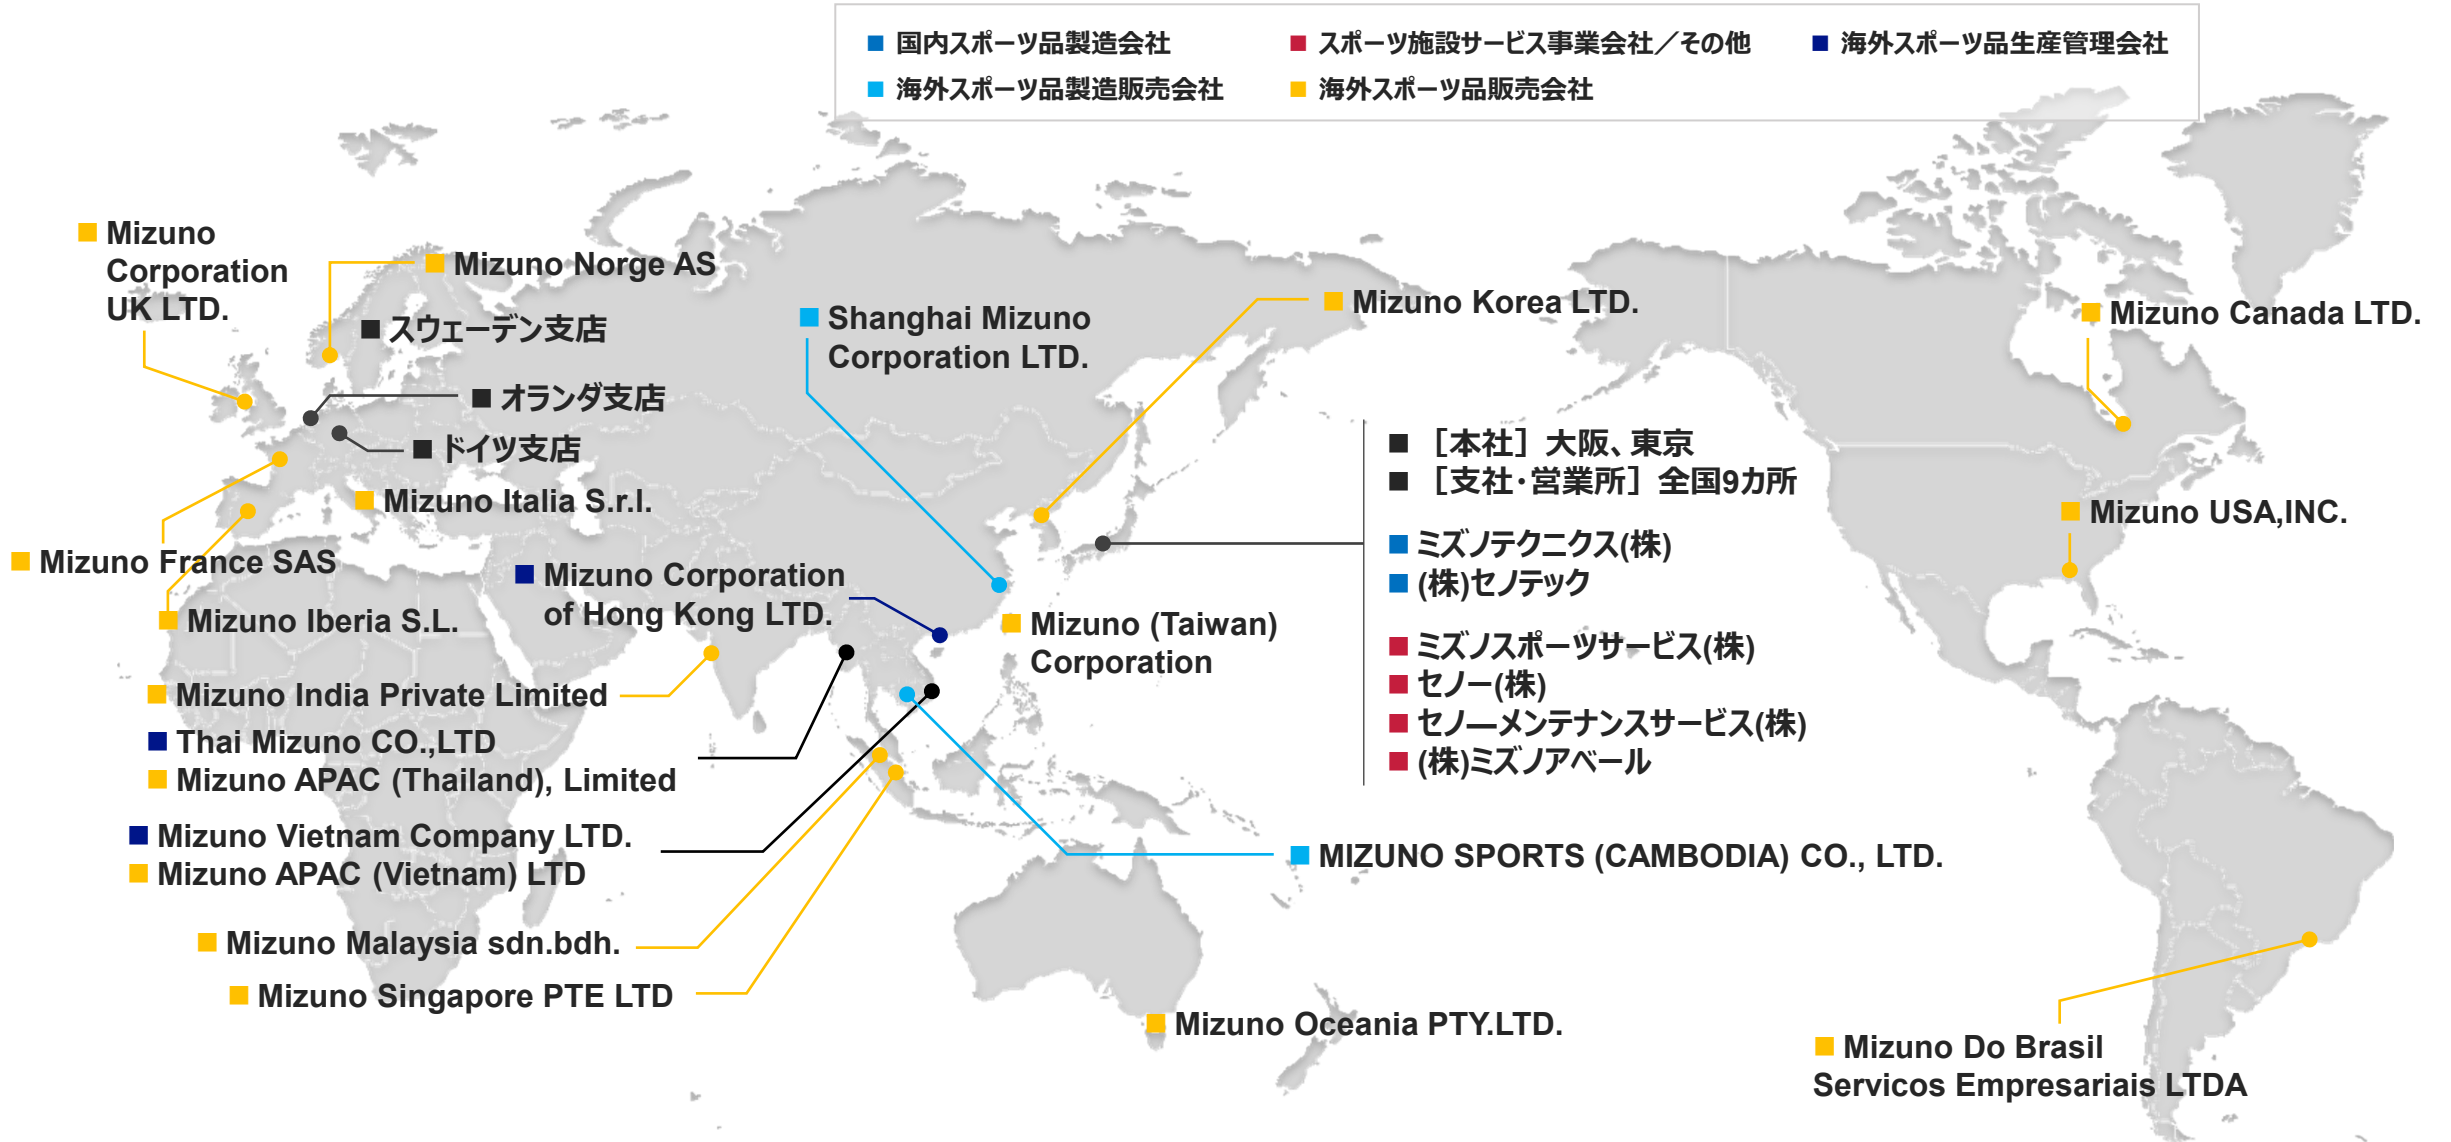 ■ 国内スポーツ品製造会社
■ スポーツ施設サービス事業会社／その他
■ 海外スポーツ品生産管理会社
■ 海外スポーツ品製造販売会社
■ 海外スポーツ品販売会社
■ Mizuno
Corporation
UK LTD.
■ Mizuno Norge AS
■ スウェーデン支店
■ オランダ支店
■ ドイツ支店
■ Mizuno Italia S.r.l.
■ Mizuno France SAS
■ Mizuno Iberia S.L.
■ Shanghai Mizuno
Corporation LTD.
■ Mizuno Korea LTD.
■ Mizuno Canada LTD.
■ ［本社］大阪、東京
■ ［支社・営業所］全国9カ所
■ ミズノテクニクス(株)
■ (株)セノテック
■ ミズノスポーツサービス(株)
■ セノー(株)
■ セノーメンテナンスサービス(株)
■ (株)ミズノアベール
■ Mizuno USA,INC.
■ Mizuno Corporation
of Hong Kong LTD.
■ Mizuno (Taiwan)
Corporation
■ Mizuno India Private Limited
■ Thai Mizuno CO.,LTD
■ Mizuno APAC (Thailand), Limited
■ Mizuno Vietnam Company LTD.
■ Mizuno APAC (Vietnam) LTD
■ MIZUNO SPORTS (CAMBODIA) CO., LTD.
■ Mizuno Malaysia sdn.bdh.
■ Mizuno Singapore PTE LTD
■ Mizuno Oceania PTY.LTD.
■ Mizuno Do Brasil
Servicos Empresariais LTDA